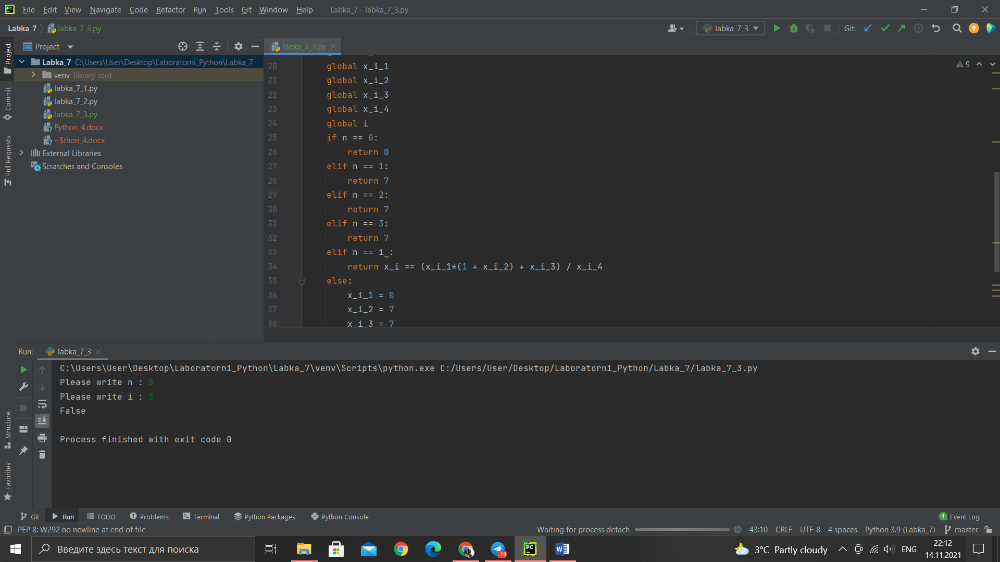 File Edit View Navigate Code Refactor Run Tools Git Window Help Labka_7 - labka_7_3.py
Labka_7 labka_7_3.py labka_7_3 Git:
Project labka_7_3.py
Labka_7 C:\Users\User\Desktop\Laboratorni_Python\Labka_7
venv library root
labka_7_1.py
labka_7_2.py
labka_7_3.py
Python_4.docx
~$thon_4.docx
External Libraries
Scratches and Consoles
Project
Commit
Pull Requests
Structure
Favorites
9
20 global x_i_1
21 global x_i_2
22 global x_i_3
23 global x_i_4
24 global i
25 if n == 0:
26 return 0
27 elif n == 1:
28 return 7
29 elif n == 2:
30 return 7
31 elif n == 3:
32 return 7
33 elif n == i :
34 return x_i == (x_i_1*(1 + x_i_2) + x_i_3) / x_i_4
35 else:
36 x_i_1 = 0
37 x_i_2 = 7
38 x_i_3 = 7
Run: labka_7_3
C:\Users\User\Desktop\Laboratorni_Python\Labka_7\venv\Scripts\python.exe C:/Users/User/Desktop/Laboratorni_Python/Labka_7/labka_7_3.py
Please write n : 5
Please write i : 5
False
Process finished with exit code 0
Git Run TODO Problems Terminal Python Packages Python Console 1 Event Log
PEP 8: W292 no newline at end of file Waiting for process detach 43:10 CRLF UTF-8 4 spaces Python 3.9 (Labka_7) master
Введите здесь текст для поиска ..19 PC W 3°C Partly cloudy ENG 22:12
14.11.2021